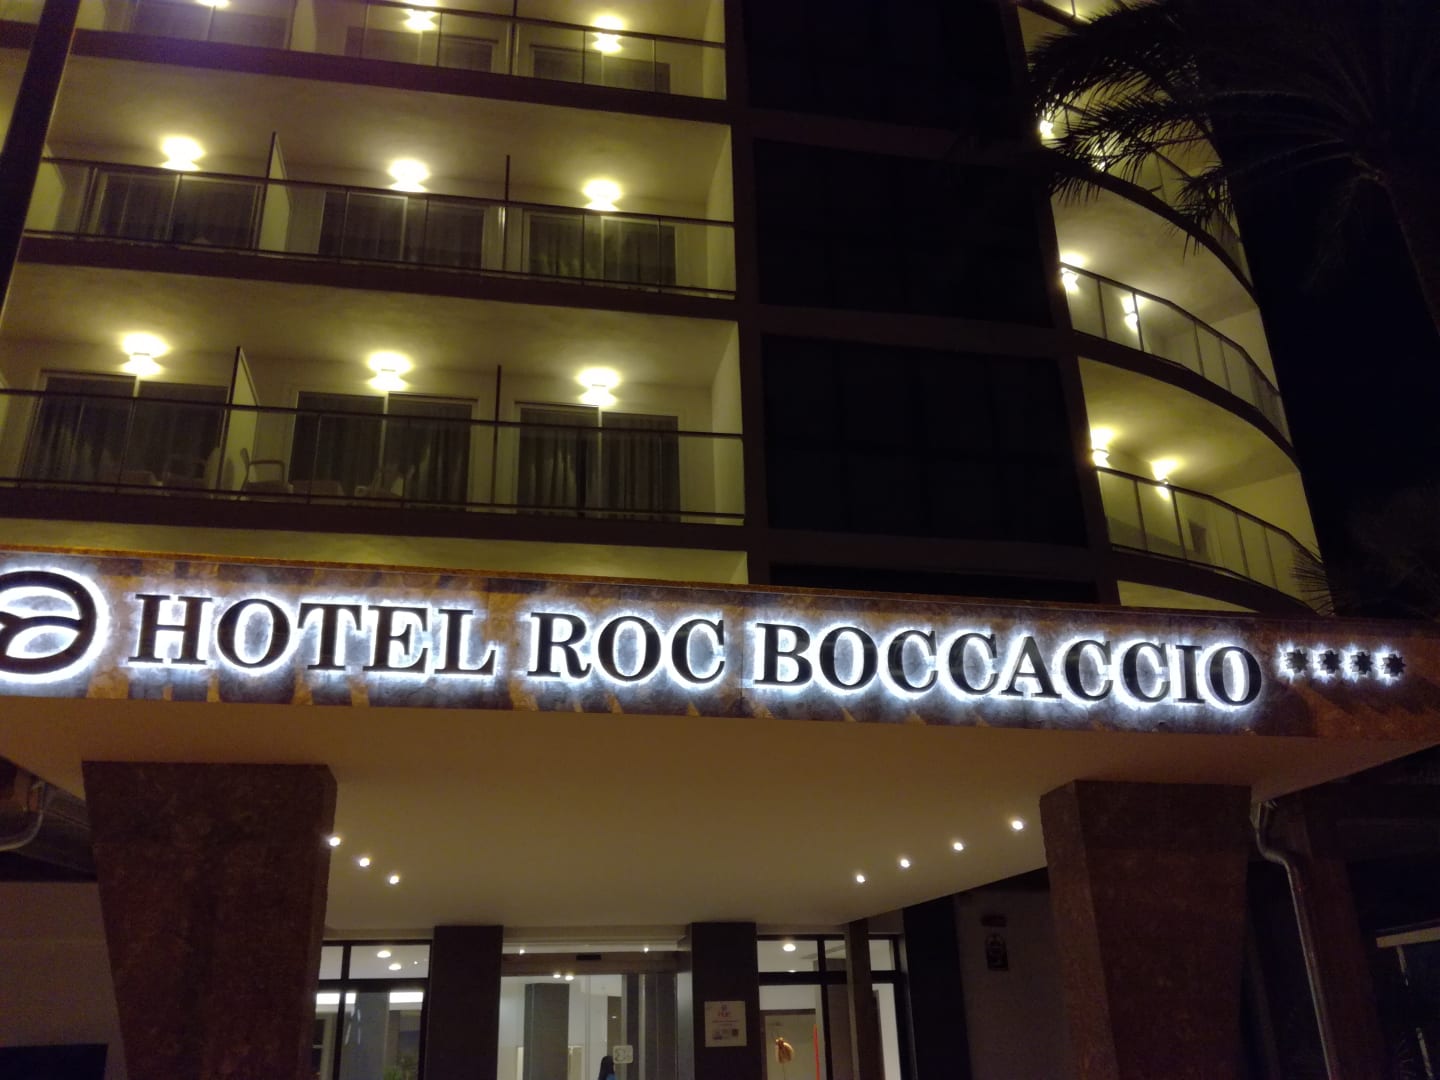 HOTEL ROC BOCCACCIO ****